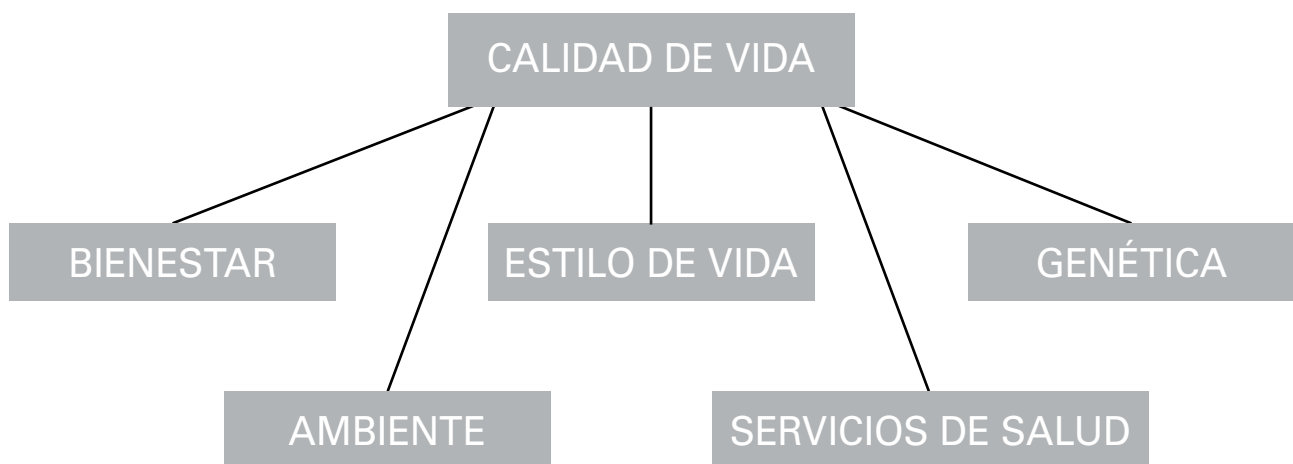 CALIDAD DE VIDA
BIENESTAR
ESTILO DE VIDA
GENÉTICA
AMBIENTE
SERVICIOS DE SALUD